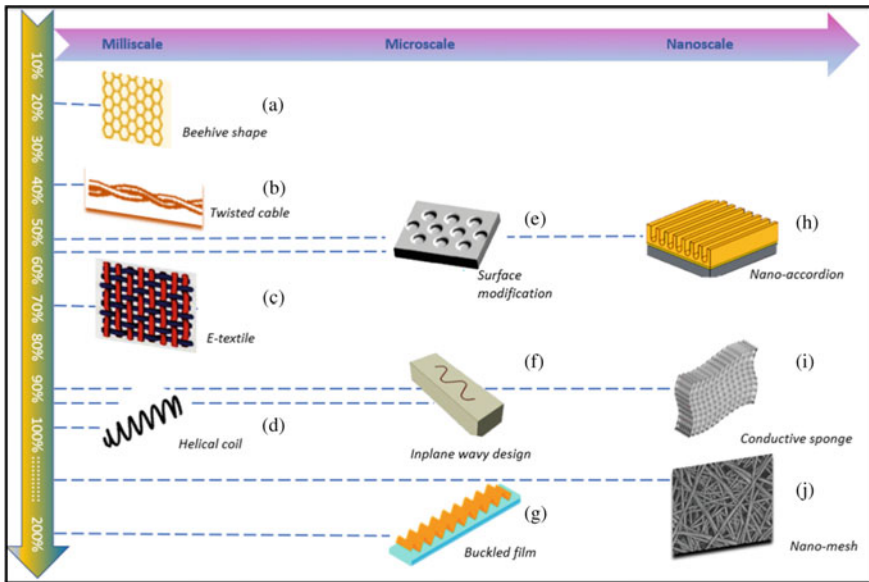 Milliscale
Microscale
Nanoscale
10%
20%
30%
40%
50%
60%
70%
80%
90%
100%
...........
200%
(a)
Beehive shape
(b)
Twisted cable
(c)
E-textile
(d)
Helical coil
(e)
Surface
modification
(f)
Inplane wavy design
(g)
Buckled film
(h)
Nano-accordion
(i)
Conductive sponge
(j)
Nano-mesh